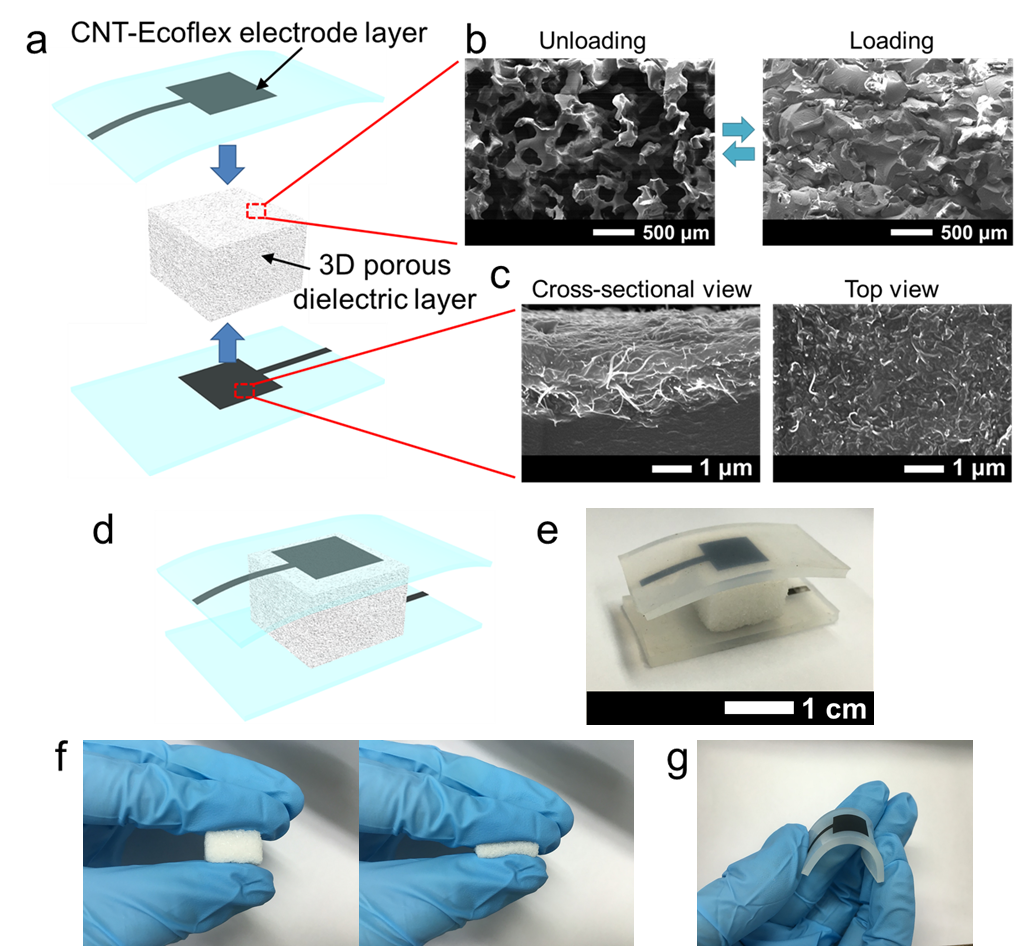 a
CNT-Ecoflex electrode layer
3D porous
dielectric layer
b
Unloading
Loading
500 µm
500 µm
c
Cross-sectional view
Top view
1 µm
1 µm
d
e
1 cm
f
g